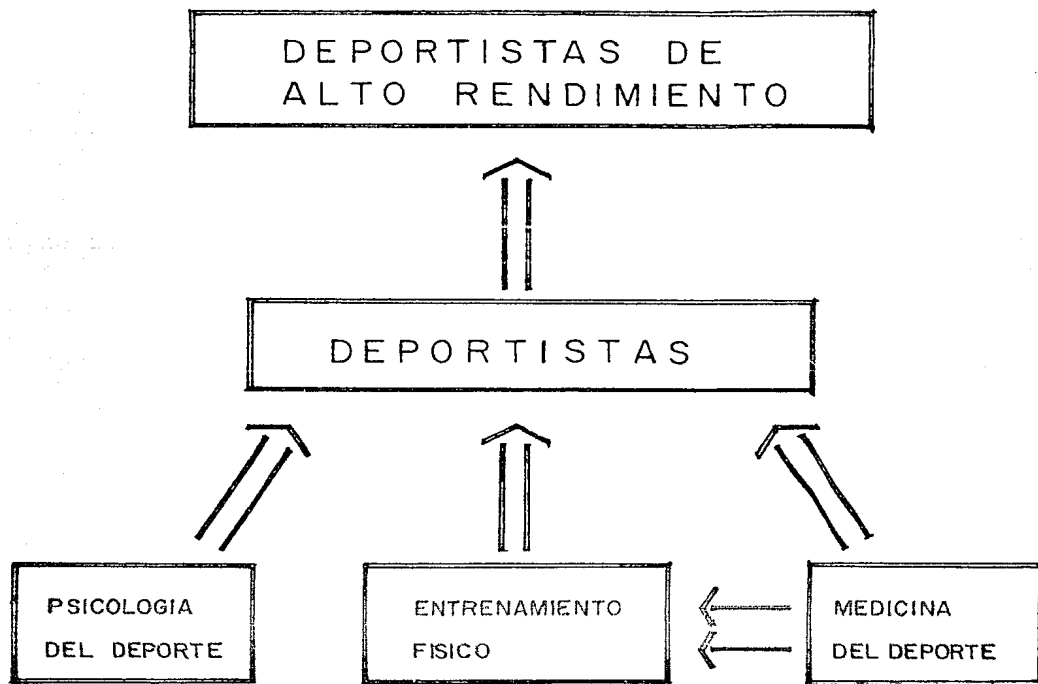 DEPORTISTAS DE
ALTO RENDIMIENTO
DEPORTISTAS
PSICOLOGIA
DEL DEPORTE
ENTRENAMIENTO
FISICO
MEDICINA
DEL DEPORTE